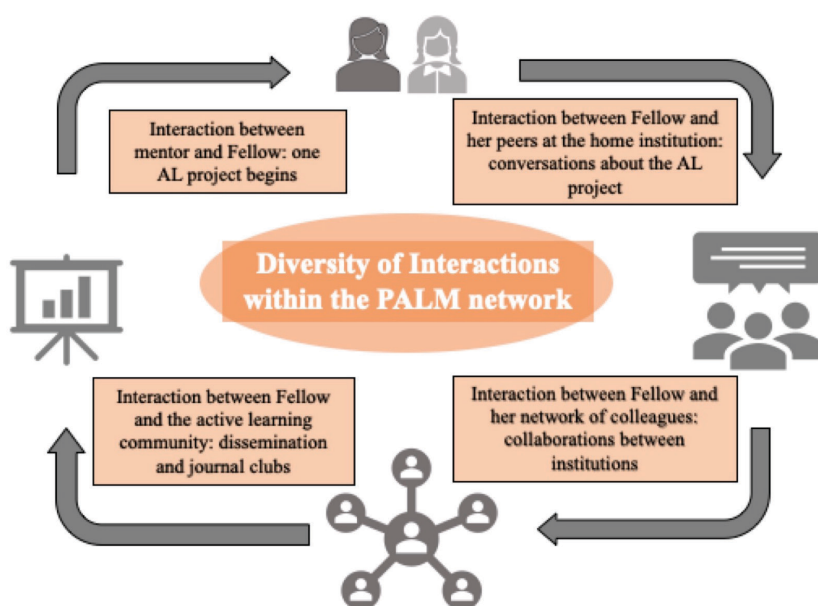 Interaction between
mentor and Fellow: one
AL project begins
Interaction between Fellow and
her peers at the home institution:
conversations about the AL
project
Diversity of Interactions
within the PALM network
Interaction between Fellow
and the active learning
community: dissemination
and journal clubs
Interaction between Fellow and
her network of colleagues:
collaborations between
institutions